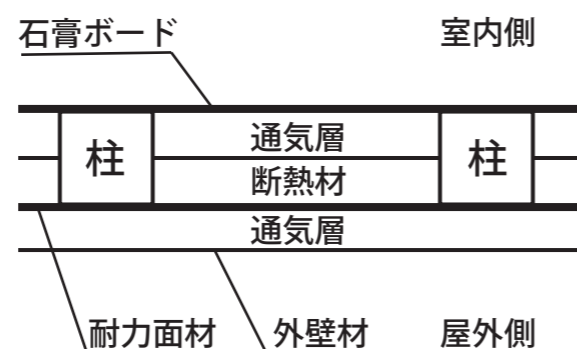 石膏ボード 室内側
通気層
柱 柱
断熱材
通気層
耐力面材 外壁材 屋外側